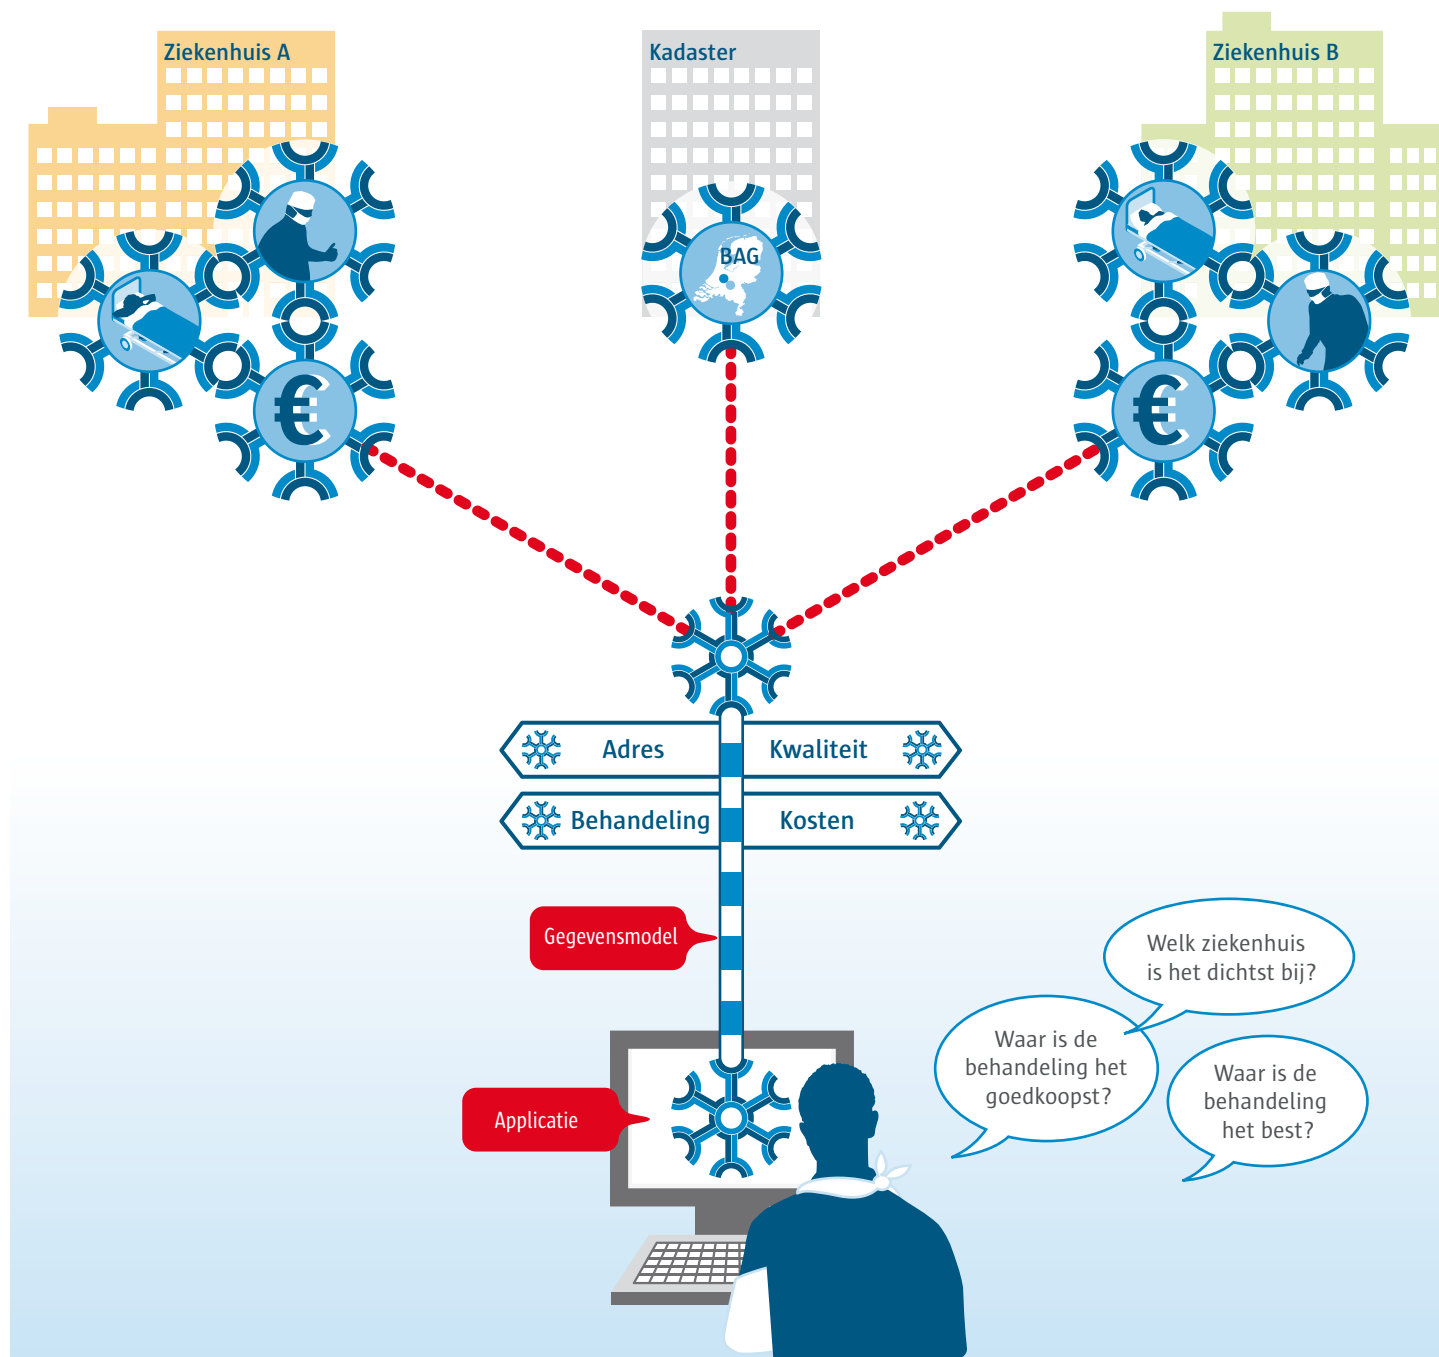 Ziekenhuis A
Kadaster
Ziekenhuis B
BAG
€
€
Adres
Kwaliteit
Behandeling
Kosten
Gegevensmodel
Welk ziekenhuis
is het dichtst bij?
Waar is de
behandeling het
goedkoopst?
Waar is de
behandeling
het best?
Applicatie